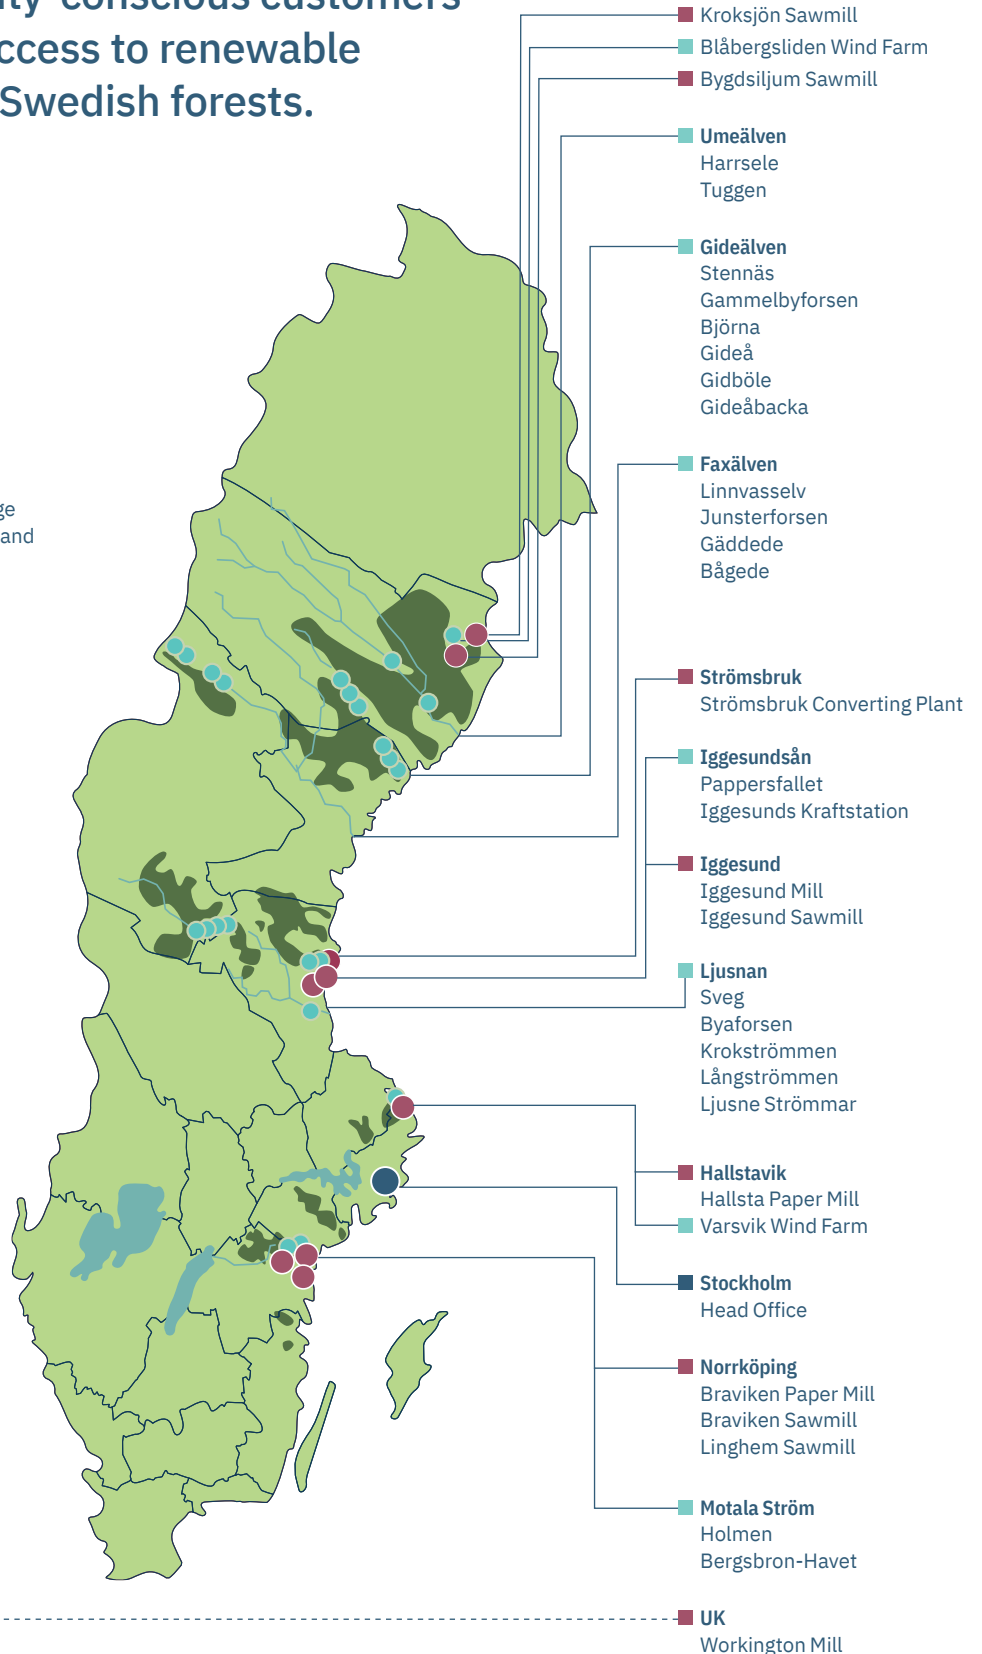 customers
ccess to renewable
Swedish forests.
ge
and
Kroksjön Sawmill
Blåbergsliden Wind Farm
Bygdsiljum Sawmill
Umeälven
Harrsele
Tuggen
Gideälven
Stennäs
Gammelbyforsen
Björna
Gideå
Gidböle
Gideåbacka
Faxälven
Linnvasselv
Junsterforsen
Gäddede
Bågede
Strömsbruk
Strömsbruk Converting Plant
Iggesundsån
Pappersfallet
Iggesunds Kraftstation
Iggesund
Iggesund Mill
Iggesund Sawmill
Ljusnan
Sveg
Byaforsen
Krokströmmen
Långströmmen
Ljusne Strömmar
Hallstavik
Hallsta Paper Mill
Varsvik Wind Farm
Stockholm
Head Office
Norrköping
Braviken Paper Mill
Braviken Sawmill
Linghem Sawmill
Motala Ström
Holmen
Bergsbron-Havet
UK
Workington Mill